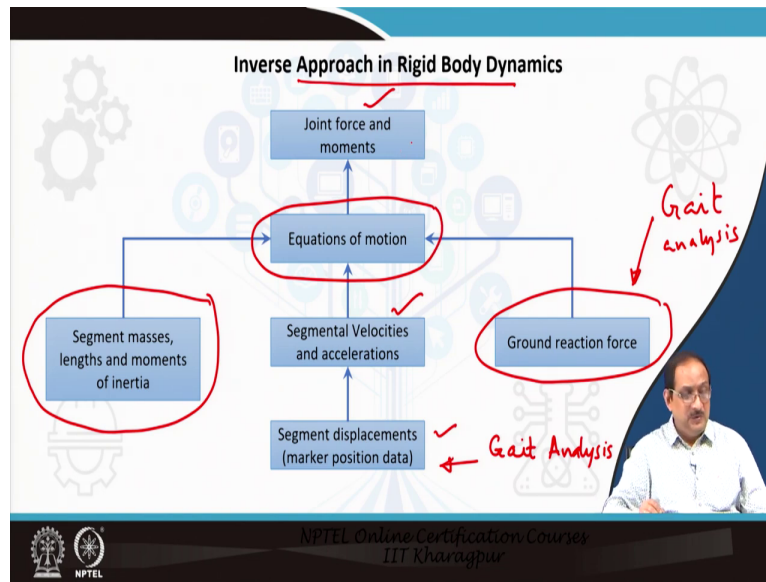 Inverse Approach in Rigid Body Dynamics
Joint force and
moments
Equations of motion
Gait
analysis
Segment masses,
lengths and moments
of inertia
Segmental Velocities
and accelerations
Ground reaction force
Segment displacements
(marker position data)
Gait Analysis
NPTEL Online Certification Courses
IIT Kharagpur
NPTEL